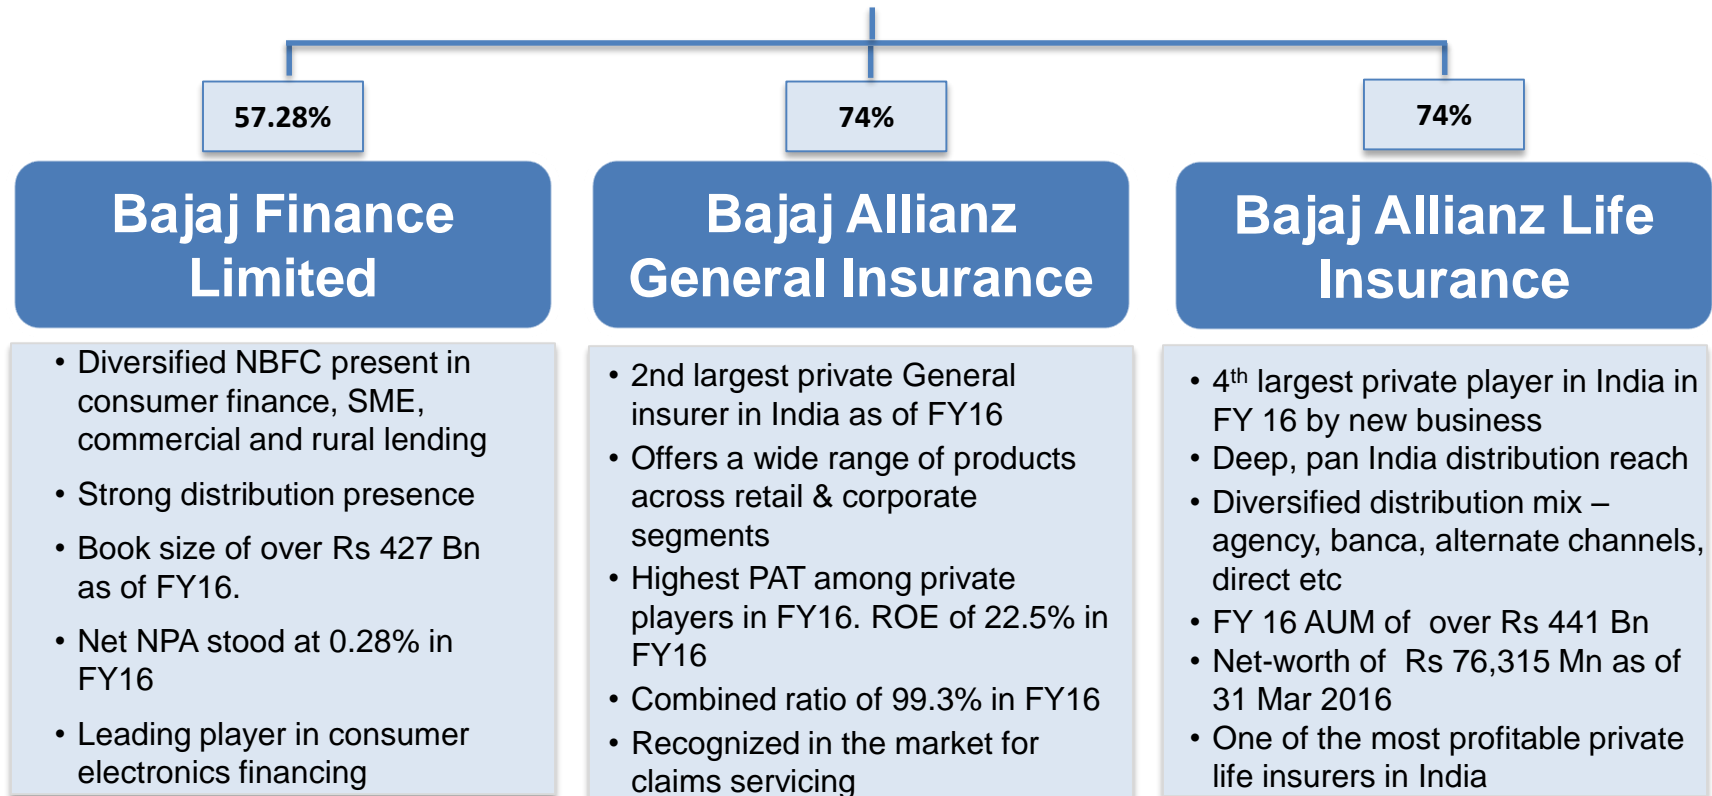 57.28%
74%
74%
Bajaj Finance
Limited
Bajaj Allianz
General Insurance
Bajaj Allianz Life
Insurance
• Diversified NBFC present in
consumer finance, SME,
commercial and rural lending
• Strong distribution presence
• Book size of over Rs 427 Bn
as of FY16.
• Net NPA stood at 0.28% in
FY16
• Leading player in consumer
electronics financing
• 2nd largest private General
insurer in India as of FY16
• Offers a wide range of products
across retail & corporate
segments
• Highest PAT among private
players in FY16. ROE of 22.5% in
FY16
• Combined ratio of 99.3% in FY16
• Recognized in the market for
claims servicing
• 4th largest private player in India in
FY 16 by new business
• Deep, pan India distribution reach
• Diversified distribution mix –
agency, banca, alternate channels,
direct etc
• FY 16 AUM of over Rs 441 Bn
• Net-worth of Rs 76,315 Mn as of
31 Mar 2016
• One of the most profitable private
life insurers in India